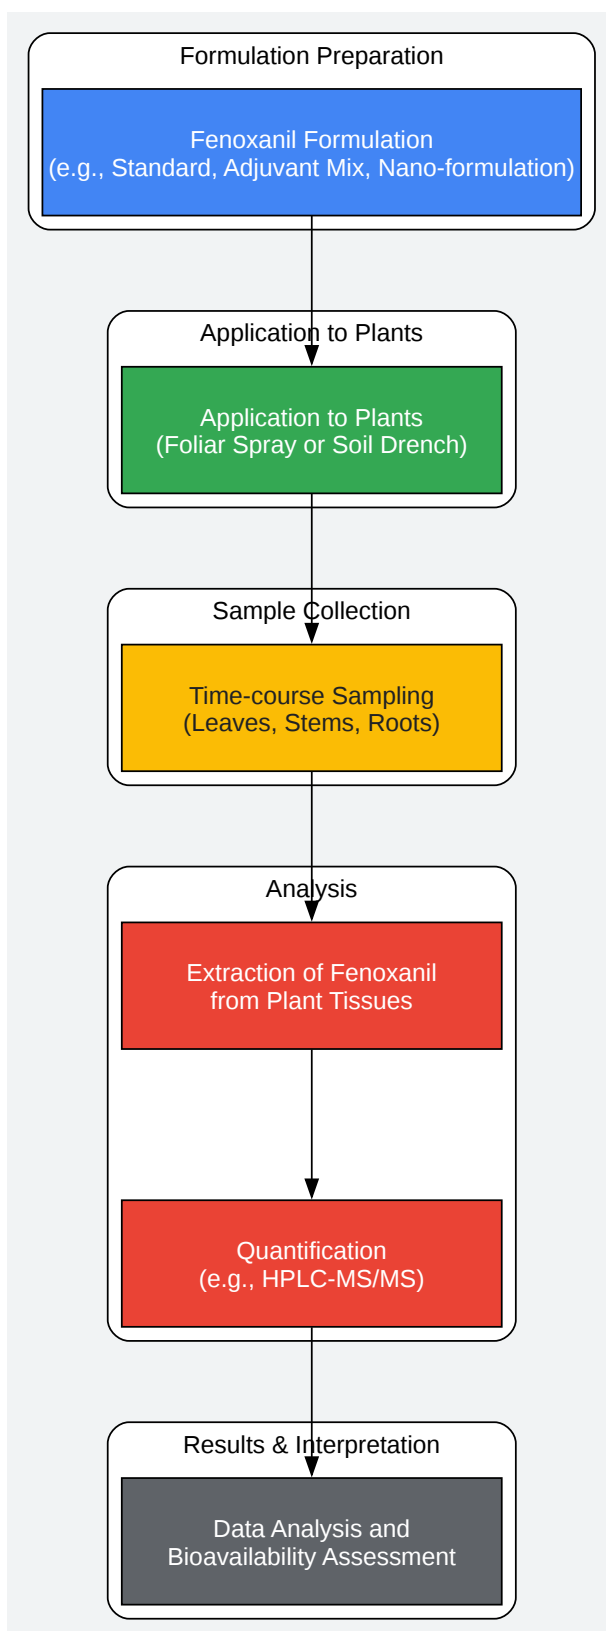 Formulation Preparation
Fenoxanil Formulation
(e.g., Standard, Adjuvant Mix, Nano-formulation)
Application to Plants
Application to Plants
(Foliar Spray or Soil Drench)
Sample Collection
Time-course Sampling
(Leaves, Stems, Roots)
Analysis
Extraction of Fenoxanil
from Plant Tissues
Quantification
(e.g., HPLC-MS/MS)
Results & Interpretation
Data Analysis and
Bioavailability Assessment